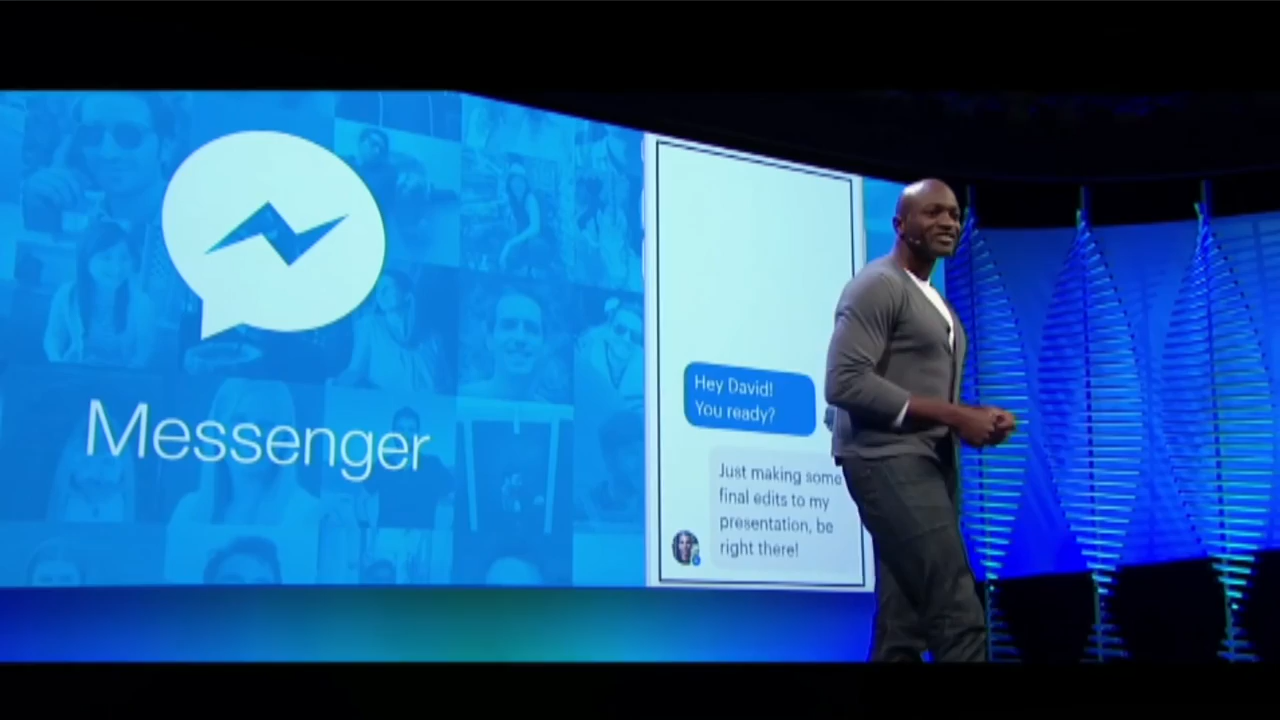 Messenger
Hey David!
You ready?
Just making some
final edits to my
presentation, be
right there!